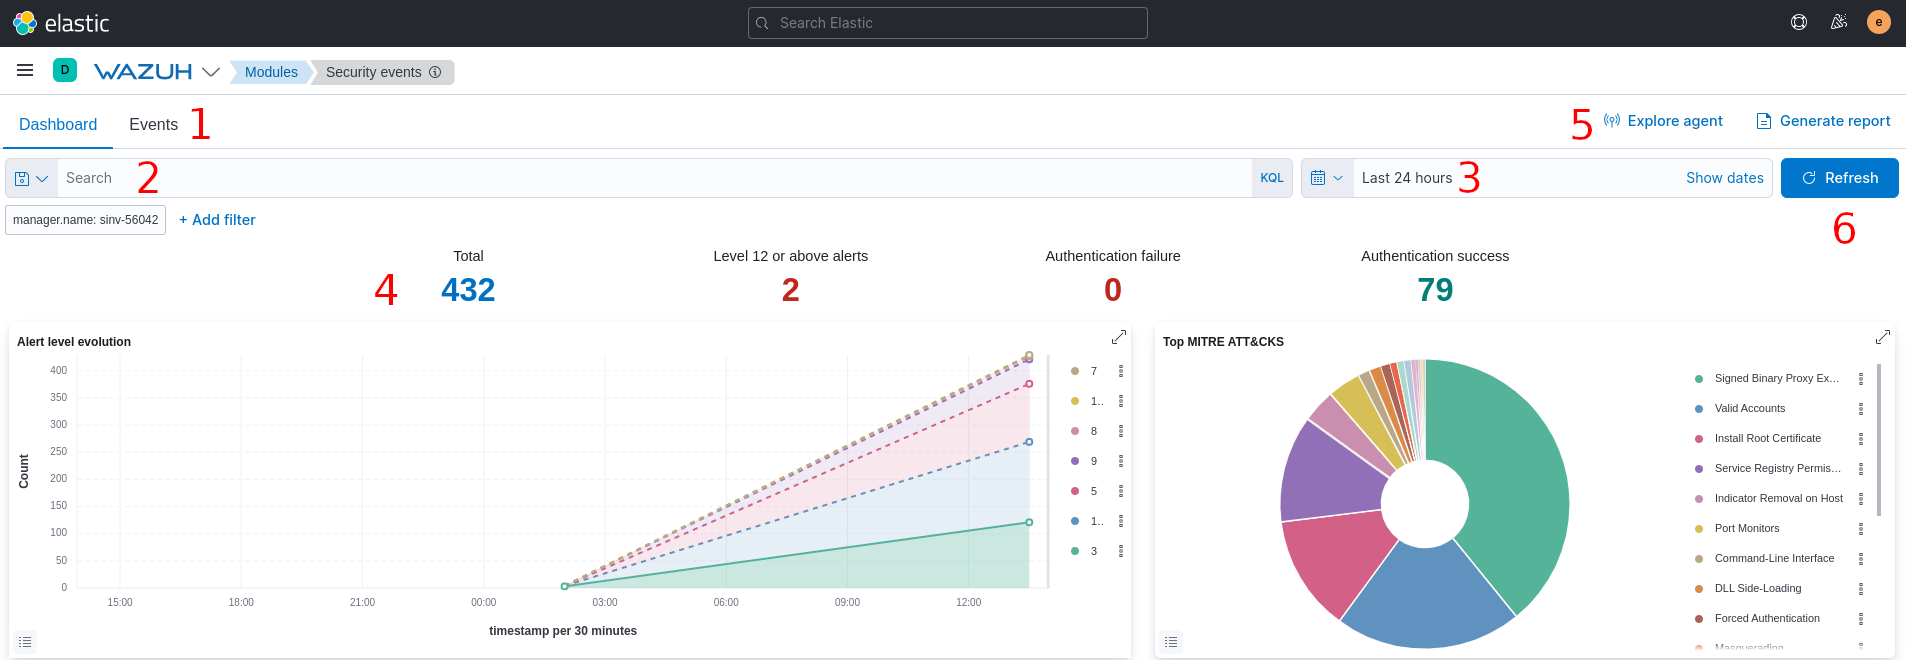 elastic
Search Elastic
e
D
WAZUH
Modules
Security events
Dashboard
Events
1
5
Explore agent
Generate report
Search
2
KQL
Last 24 hours
3
Show dates
Refresh
manager.name: sinv-56042
+ Add filter
6
Total
Level 12 or above alerts
Authentication failure
Authentication success
4
432
2
0
79
Alert level evolution
400
350
300
250
200
150
100
50
0
Count
15:00
18:00
21:00
00:00
03:00
06:00
09:00
12:00
timestamp per 30 minutes
7
1..
8
9
5
1..
3
Top MITRE ATT&CKS
Signed Binary Proxy Ex...
Valid Accounts
Install Root Certificate
Service Registry Permis...
Indicator Removal on Host
Port Monitors
Command-Line Interface
DLL Side-Loading
Forced Authentication
Masquerading